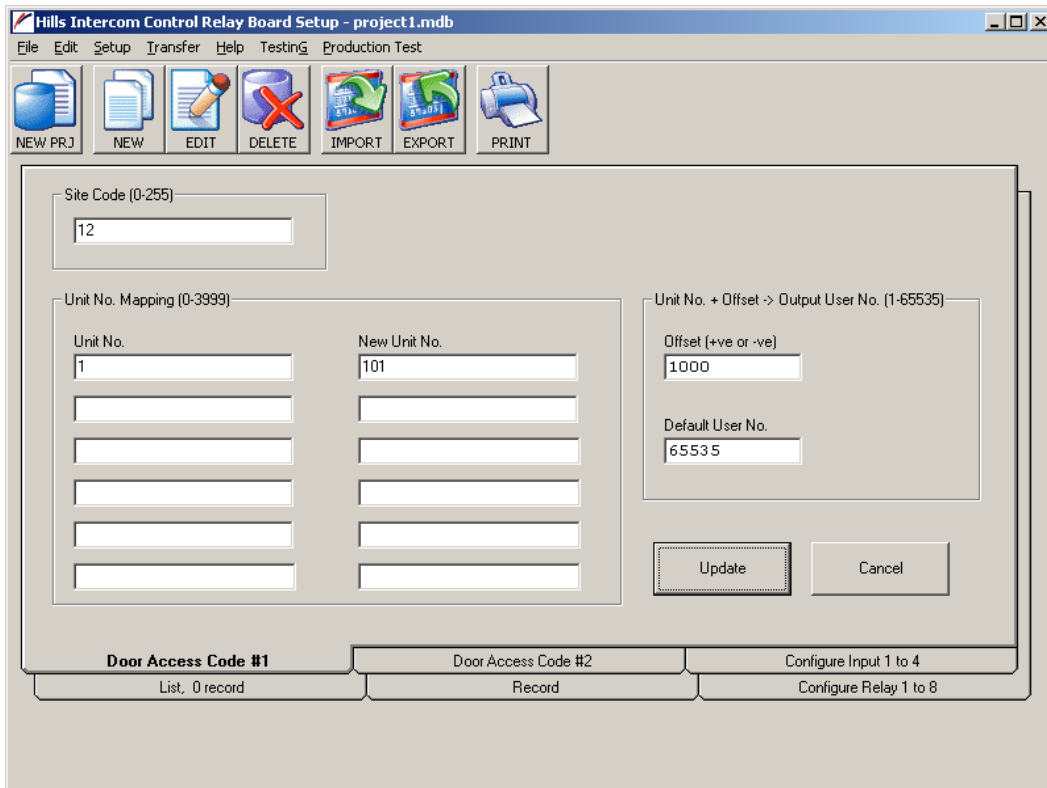 Hills Intercom Control Relay Board Setup - project1.mdb
File Edit Setup Transfer Help TestinG Production Test
NEW PRJ NEW EDIT DELETE IMPORT EXPORT PRINT
Site Code (0-255)
12
Unit No. Mapping (0-3999)
Unit No. New Unit No.
1 101
Unit No. + Offset -> Output User No. (1-65535)
Offset (+ve or -ve)
1000
Default User No.
65535
Update Cancel
Door Access Code #1 Door Access Code #2 Configure Input 1 to 4
List, 0 record Record Configure Relay 1 to 8